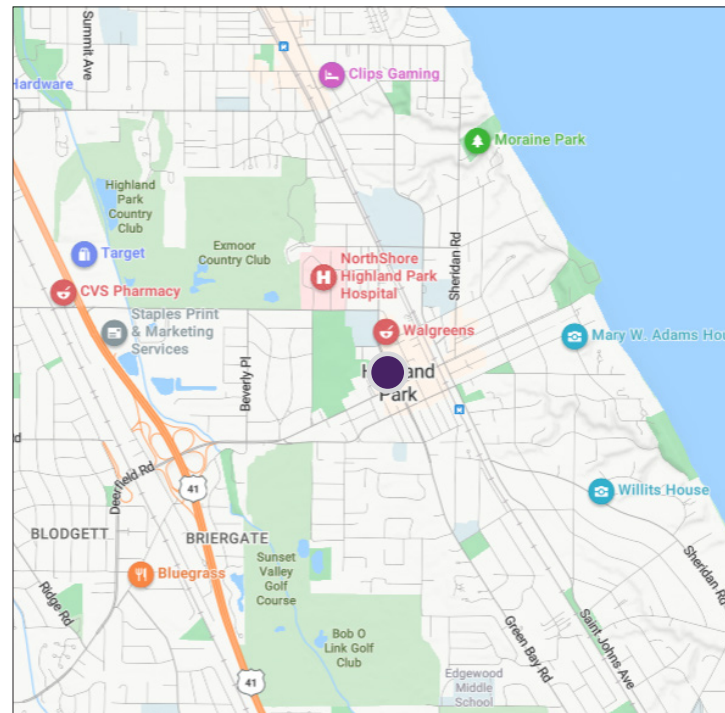 Summit Ave
Hardware
Clips Gaming
Moraine Park
Highland
Park
Country
Club
Exmoor
Country Club
Sheridan Rd
Target
NorthShore
Highland Park
Hospital
CVS Pharmacy
Staples Print
& Marketing
Services
Walgreens
Mary W. Adams Hou
Beverly Pl
Park
Deerfield Rd
41
Willits House
BLODGETT
BRIERGATE
Sunset
Valley
Golf
Course
Bluegrass
Sheridan Rd
Ridge Rd
Green Bay Rd
Saint Johns Ave
Bob O
Link Golf
Club
41
Edgewood
Middle
School